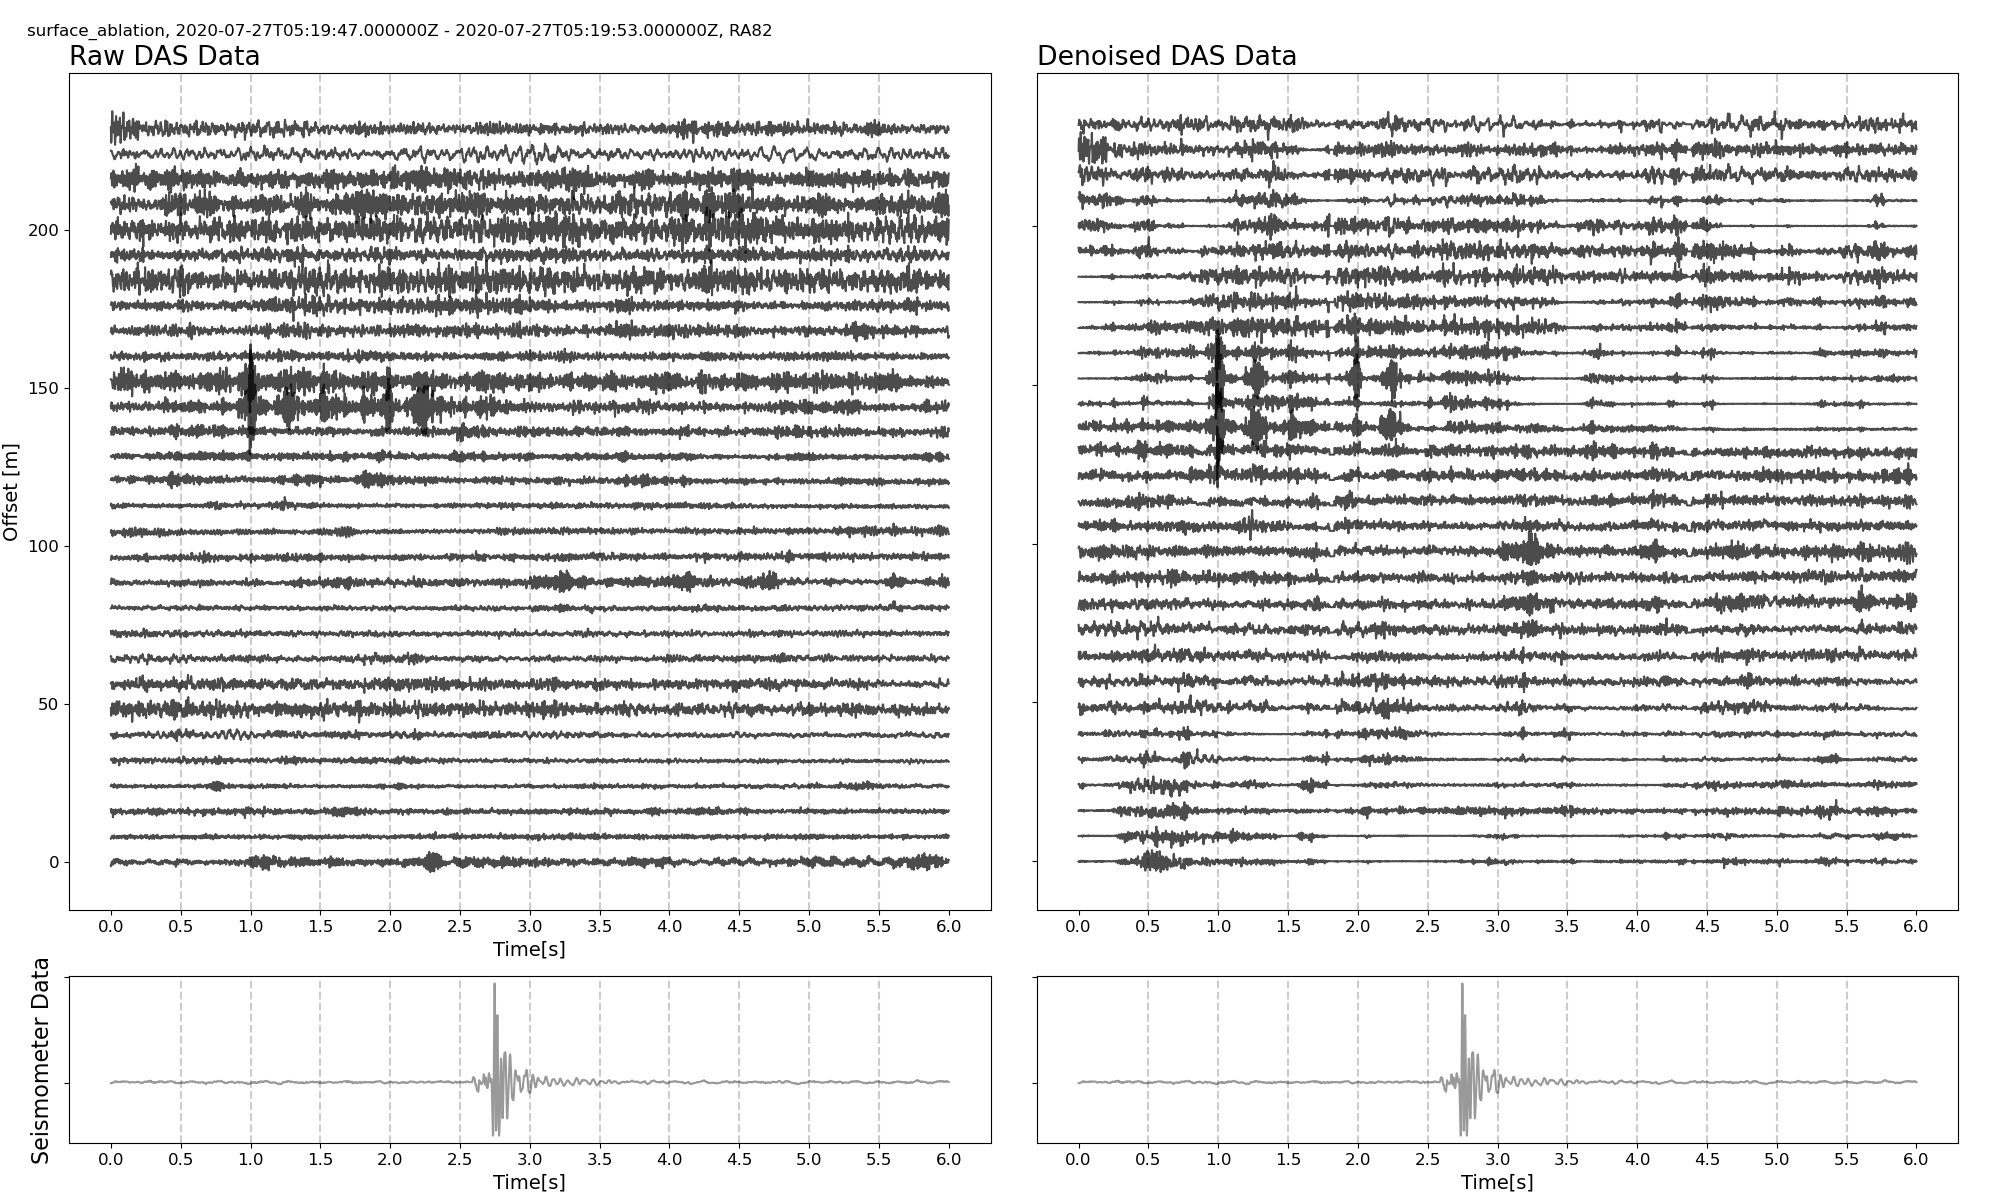 surface_ablation, 2020-07-27T05:19:47.000000Z - 2020-07-27T05:19:53.000000Z, RA82
Raw DAS Data
Denoised DAS Data
Offset [m]
200
150
100
50
0
0.0 0.5 1.0 1.5 2.0 2.5 3.0 3.5 4.0 4.5 5.0 5.5 6.0
Time[s]
0.0 0.5 1.0 1.5 2.0 2.5 3.0 3.5 4.0 4.5 5.0 5.5 6.0
Seismometer Data
0.0 0.5 1.0 1.5 2.0 2.5 3.0 3.5 4.0 4.5 5.0 5.5 6.0
Time[s]
0.0 0.5 1.0 1.5 2.0 2.5 3.0 3.5 4.0 4.5 5.0 5.5 6.0
Time[s]